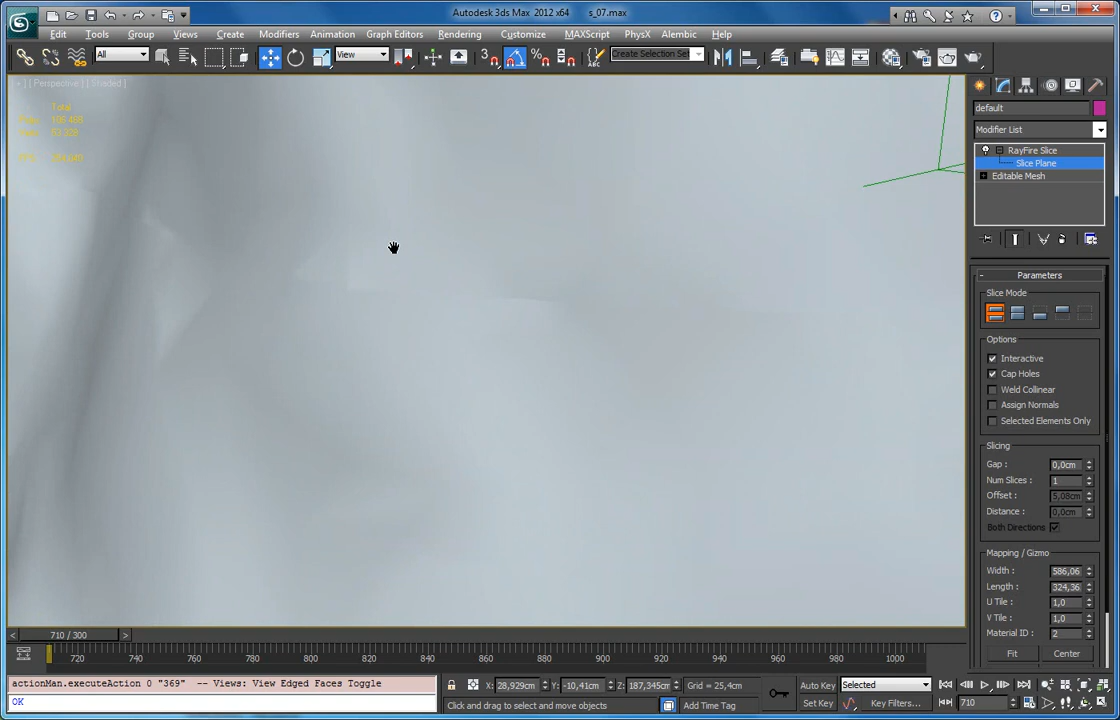 Autodesk 3ds Max 2012 x64 s_07.max
Edit Tools Group Views Create Modifiers Animation Graph Editors Rendering Customize MAXScript PhysX Alembic Help
All View Create Selection Set
[ + ] [ Perspective ] [ Shaded ]
Total
default
Modifier List
RayFire Slice
Slice Plane
Editable Mesh
Parameters
Slice Mode
Options
Interactive
Cap Holes
Weld Collinear
Assign Normals
Selected Elements Only
Slicing
Gap : 0,0cm
Num Slices : 1
Offset : 5,08cm
Distance : 0,0cm
Both Directions
Mapping / Gizmo
Width : 586,06
Length : 324,36
U Tile : 1,0
V Tile : 1,0
Material ID : 2
Fit Center
< 710 / 300 >
720 740 760 780 800 820 840 860 880 900 920 940 960 980 1000
actionMan.executeAction 0 "369" -- Views: View Edged Faces Toggle
OK
X: 28,929cm Y: -10,41cm Z: 187,345cm Grid = 25,4cm
Click and drag to select and move objects Add Time Tag
Auto Key Selected
Set Key Key Filters... 710